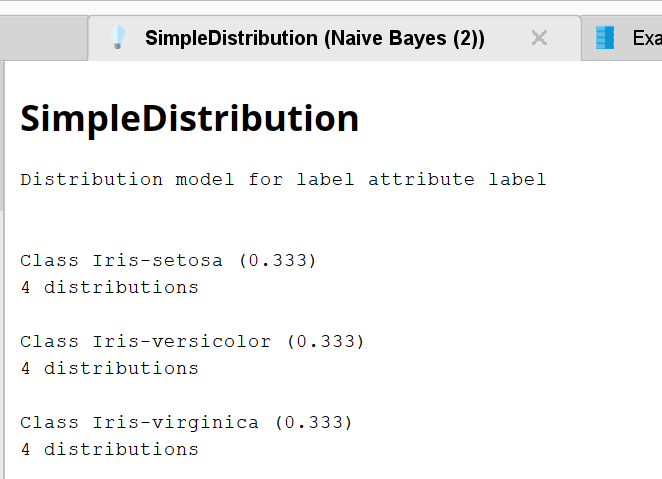 SimpleDistribution (Naive Bayes (2))
Exa
SimpleDistribution
Distribution model for label attribute label
Class Iris-setosa (0.333)
4 distributions
Class Iris-versicolor (0.333)
4 distributions
Class Iris-virginica (0.333)
4 distributions